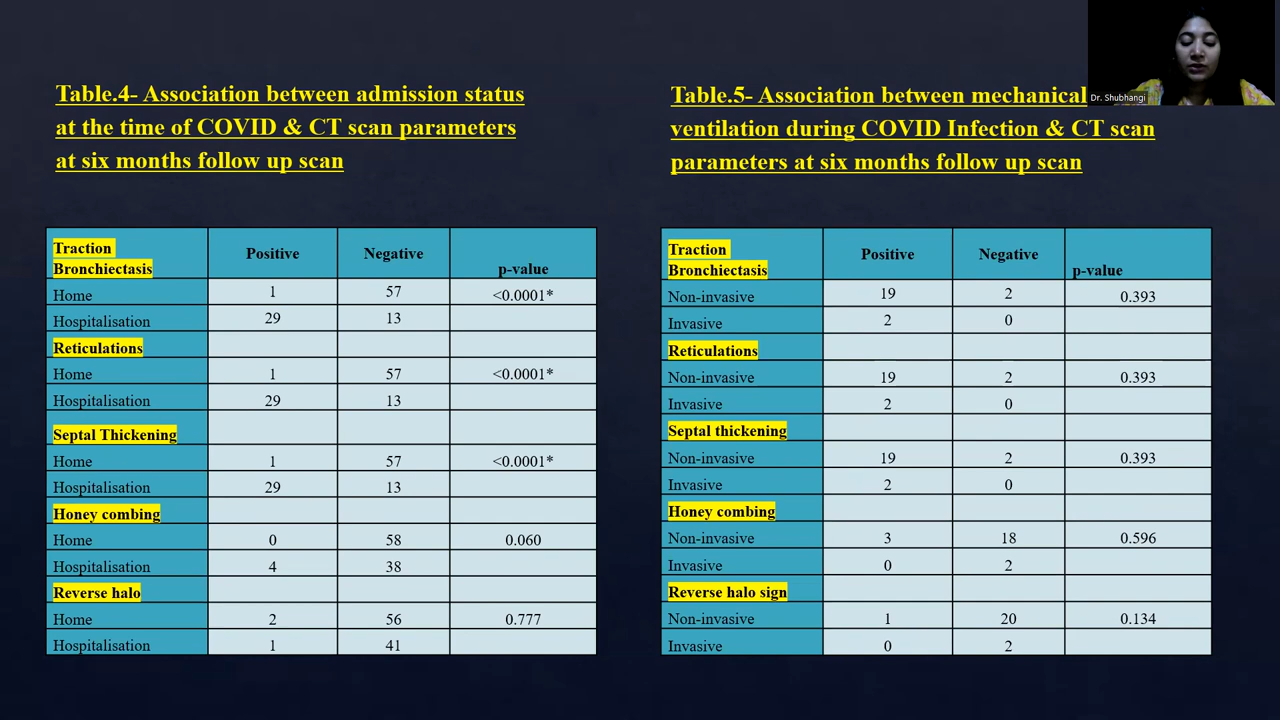 Table.4- Association between admission status
at the time of COVID & CT scan parameters
at six months follow up scan
Traction
Bronchiectasis Positive Negative p-value
Home 1 57 <0.0001*
Hospitalisation 29 13
Reticulations
Home 1 57 <0.0001*
Hospitalisation 29 13
Septal Thickening
Home 1 57 <0.0001*
Hospitalisation 29 13
Honey combing
Home 0 58 0.060
Hospitalisation 4 38
Reverse halo
Home 2 56 0.777
Hospitalisation 1 41
Table.5- Association between mechanical
ventilation during COVID Infection & CT scan
parameters at six months follow up scan
Traction
Bronchiectasis Positive Negative p-value
Non-invasive 19 2 0.393
Invasive 2 0
Reticulations
Non-invasive 19 2 0.393
Invasive 2 0
Septal thickening
Non-invasive 19 2 0.393
Invasive 2 0
Honey combing
Non-invasive 3 18 0.596
Invasive 0 2
Reverse halo sign
Non-invasive 1 20 0.134
Invasive 0 2
Dr. Shubhangi